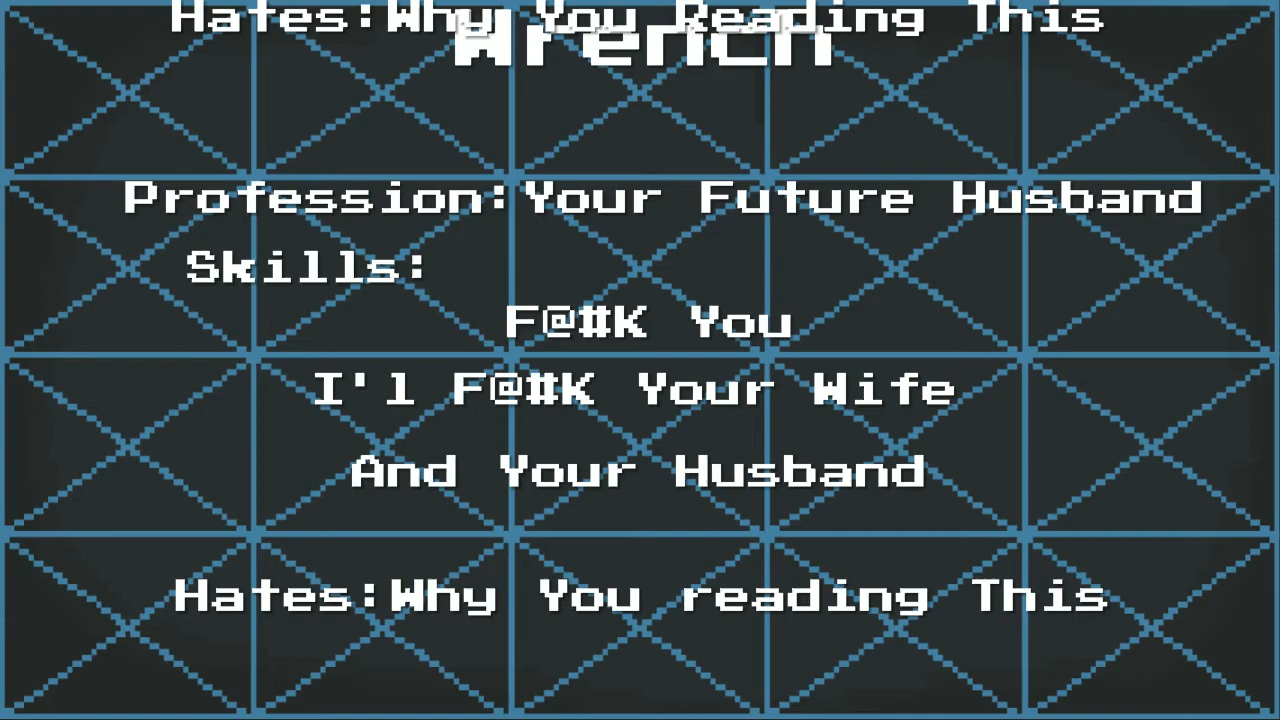 Hates:Why You Reading This
Wrench
Profession:Your Future Husband
Skills:
F@#K You
I'l F@#K Your Wife
And Your Husband
Hates:Why You reading This